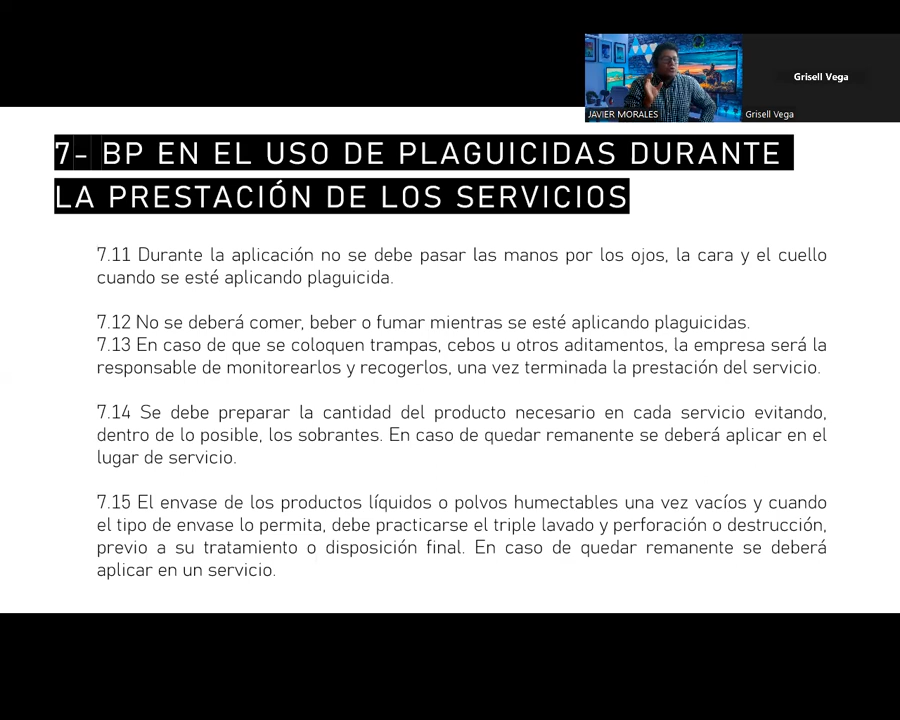 Grisell Vega
JAVIER MORALES
Grisell Vega
7- BP EN EL USO DE PLAGUICIDAS DURANTE
LA PRESTACIÓN DE LOS SERVICIOS
7.11 Durante la aplicación no se debe pasar las manos por los ojos, la cara y el cuello
cuando se esté aplicando plaguicida.
7.12 No se deberá comer, beber o fumar mientras se esté aplicando plaguicidas.
7.13 En caso de que se coloquen trampas, cebos u otros aditamentos, la empresa será la
responsable de monitorearlos y recogerlos, una vez terminada la prestación del servicio.
7.14 Se debe preparar la cantidad del producto necesario en cada servicio evitando,
dentro de lo posible, los sobrantes. En caso de quedar remanente se deberá aplicar en el
lugar de servicio.
7.15 El envase de los productos líquidos o polvos humectables una vez vacíos y cuando
el tipo de envase lo permita, debe practicarse el triple lavado y perforación o destrucción,
previo a su tratamiento o disposición final. En caso de quedar remanente se deberá
aplicar en un servicio.